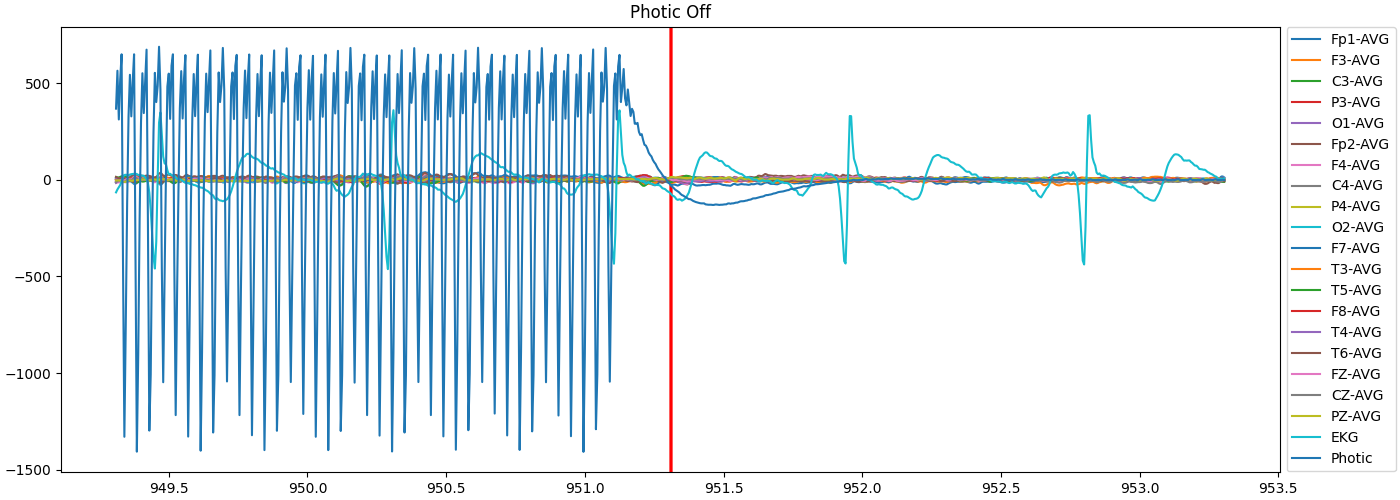 Photic Off
500
0
−500
−1000
−1500
949.5
950.0
950.5
951.0
951.5
952.0
952.5
953.0
953.5
Fp1-AVG
F3-AVG
C3-AVG
P3-AVG
O1-AVG
Fp2-AVG
F4-AVG
C4-AVG
P4-AVG
O2-AVG
F7-AVG
T3-AVG
T5-AVG
F8-AVG
T4-AVG
T6-AVG
FZ-AVG
CZ-AVG
PZ-AVG
EKG
Photic